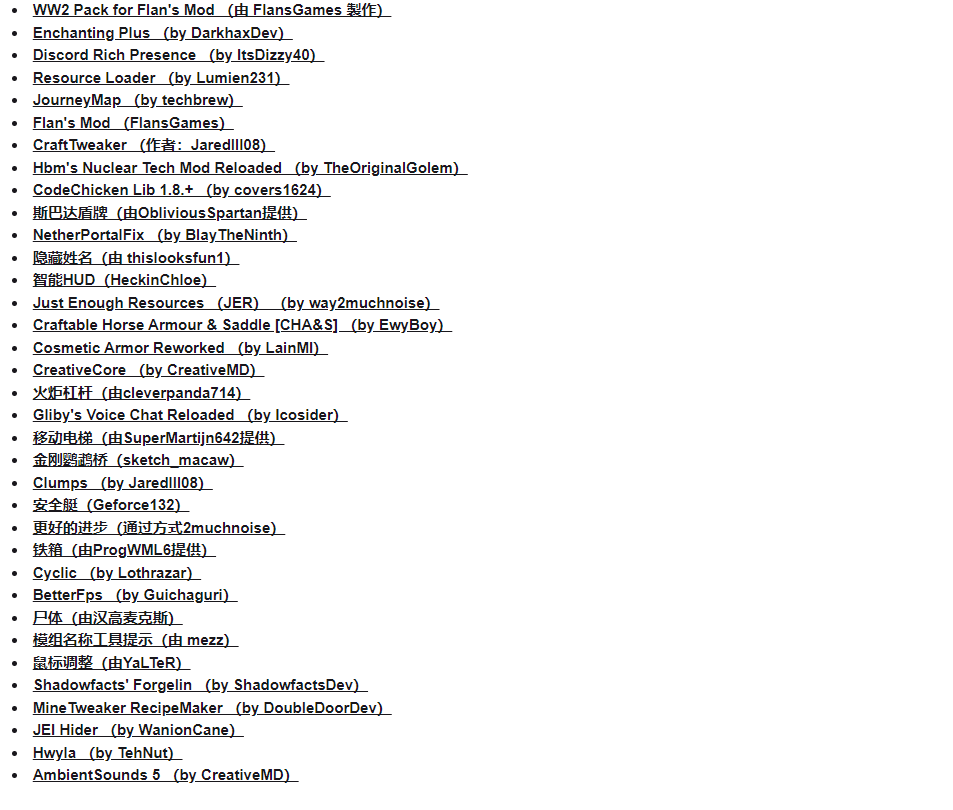 WW2 Pack for Flan's Mod （由 FlansGames 製作）
Enchanting Plus （by DarkhaxDev）
Discord Rich Presence （by ItsDizzy40）
Resource Loader （by Lumien231）
JourneyMap （by techbrew）
Flan's Mod （FlansGames）
CraftTweaker （作者：Jaredlll08）
Hbm's Nuclear Tech Mod Reloaded （by TheOriginalGolem）
CodeChicken Lib 1.8.+ （by covers1624）
斯巴达盾牌（由ObliviousSpartan提供）
NetherPortalFix （by BlayTheNinth）
隐藏姓名（由 thislooksfun1）
智能HUD（HeckinChloe）
Just Enough Resources （JER） （by way2muchnoise）
Craftable Horse Armour & Saddle [CHA&S] （by EwyBoy）
Cosmetic Armor Reworked （by LainMI）
CreativeCore （by CreativeMD）
火炬杠杆（由cleverpanda714）
Gliby's Voice Chat Reloaded （by Icosider）
移动电梯（由SuperMartijn642提供）
金刚鹦鹉桥（sketch_macaw）
Clumps （by Jaredlll08）
安全艇（Geforce132）
更好的进步（通过方式2muchnoise）
铁箱（由ProgWML6提供）
Cyclic （by Lothrazar）
BetterFps （by Guichaguri）
尸体（由汉高麦克斯）
模组名称工具提示（由 mezz）
鼠标调整（由YaLTeR）
Shadowfacts' Forgelin （by ShadowfactsDev）
MineTweaker RecipeMaker （by DoubleDoorDev）
JEI Hider （by WanionCane）
Hwyla （by TehNut）
AmbientSounds 5 （by CreativeMD）